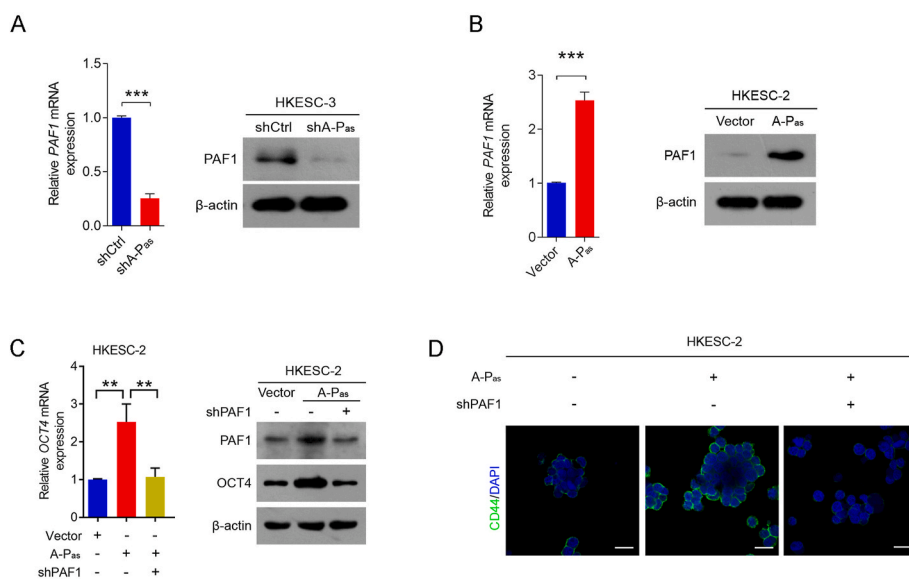 A
Relative PAF1 mRNA
expression
1.5
1.0
0.5
0.0
***
shCtrl
shA-Pas
HKESC-3
shCtrl shA-Pas
PAF1
β-actin
B
Relative PAF1 mRNA
expression
3
2
1
0
***
Vector
A-Pas
HKESC-2
Vector A-Pas
PAF1
β-actin
C
HKESC-2
Relative OCT4 mRNA
expression
4
3
2
1
0
** **
Vector + - -
A-Pas - + +
shPAF1 - - +
HKESC-2
Vector A-Pas
shPAF1 - - +
PAF1
OCT4
β-actin
D
HKESC-2
A-Pas - + +
shPAF1 - - +
CD44/DAPI